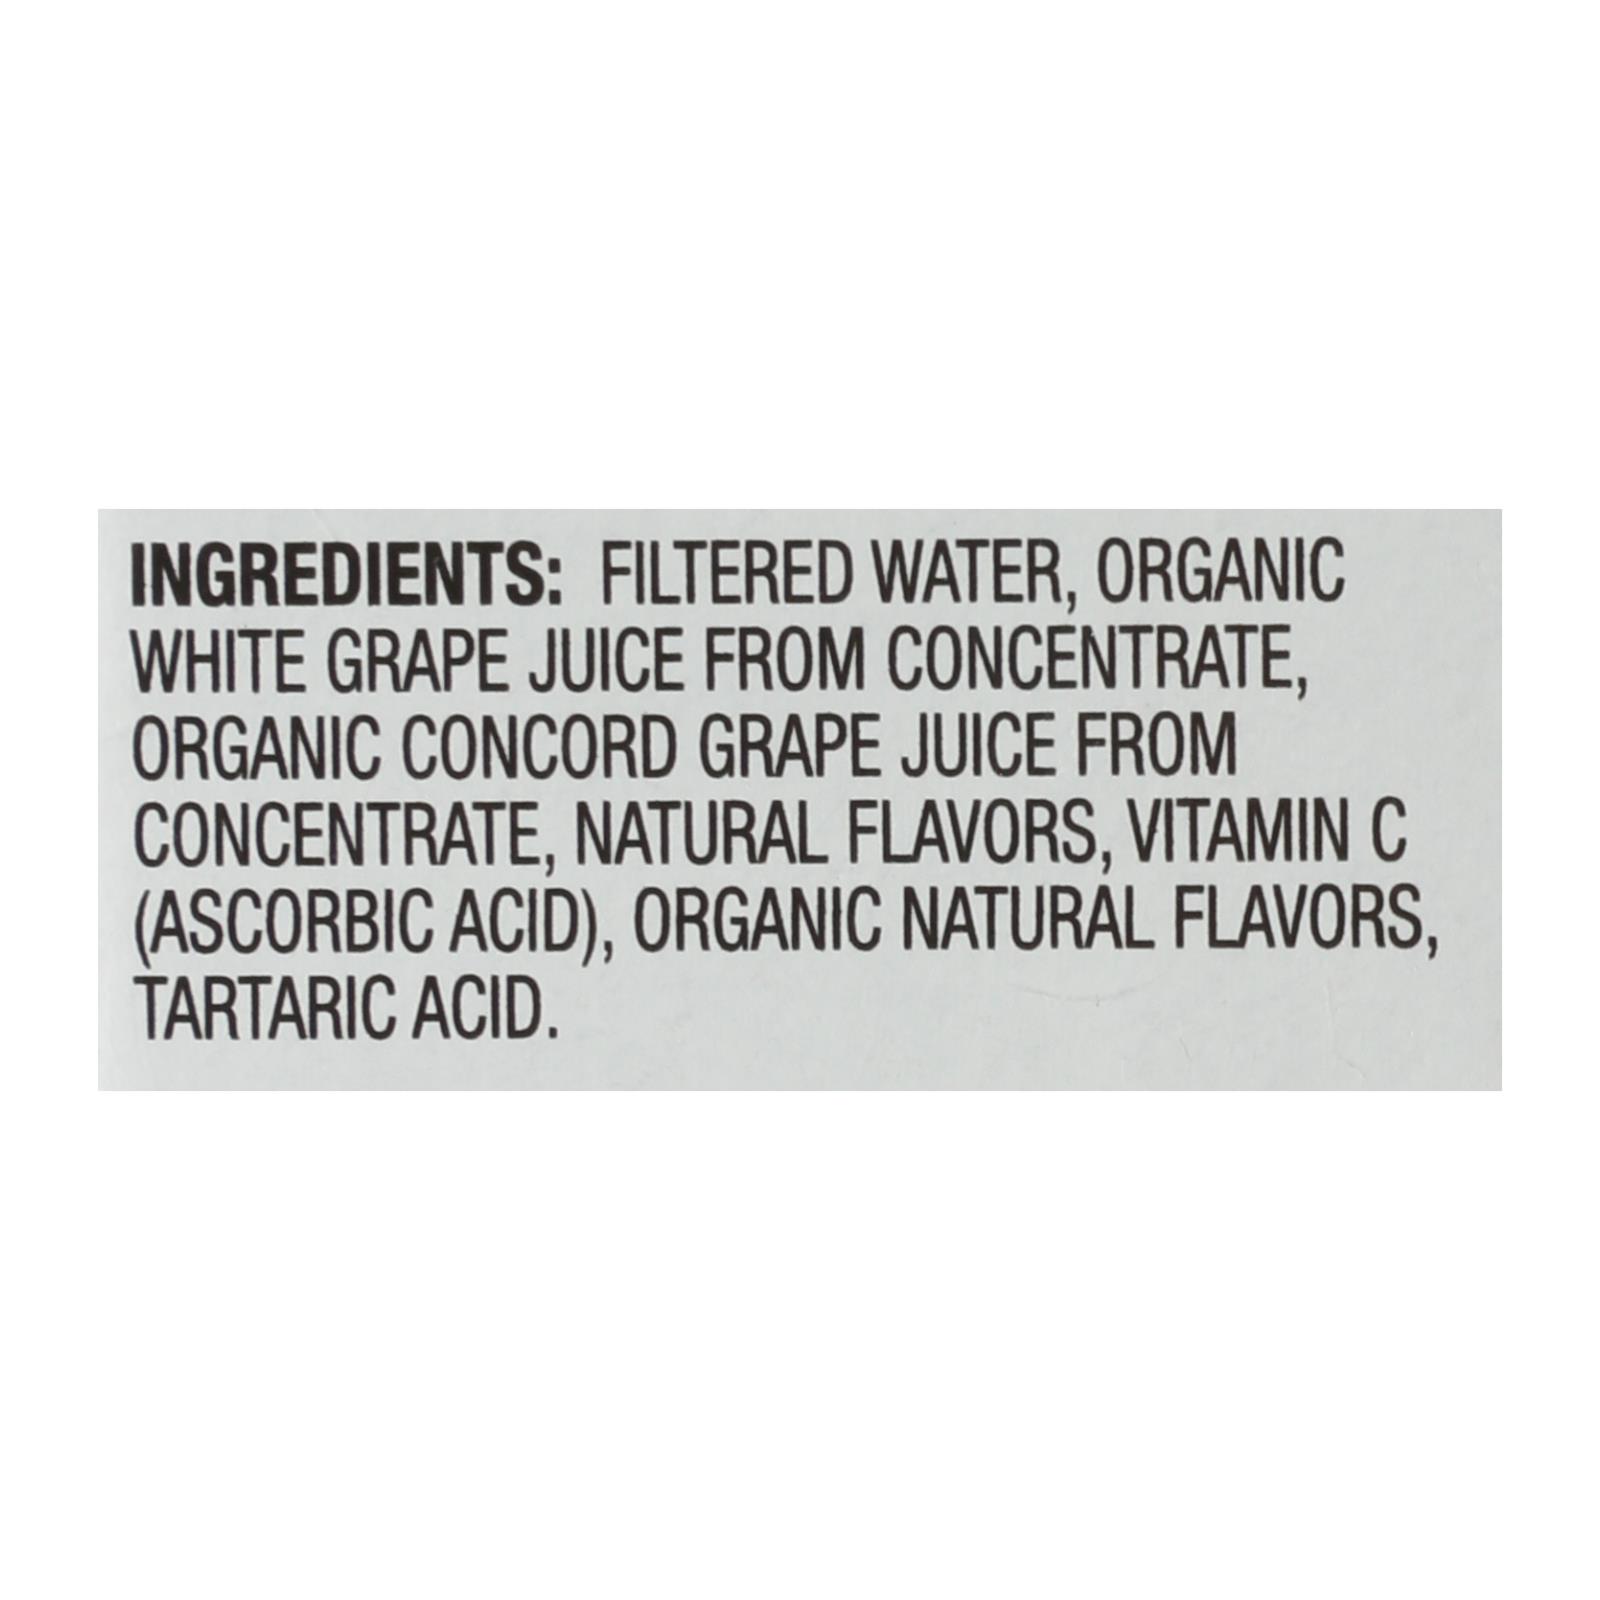 INGREDIENTS: FILTERED WATER, ORGANIC
WHITE GRAPE JUICE FROM CONCENTRATE,
ORGANIC CONCORD GRAPE JUICE FROM
CONCENTRATE, NATURAL FLAVORS, VITAMIN C
(ASCORBIC ACID), ORGANIC NATURAL FLAVORS,
TARTARIC ACID.